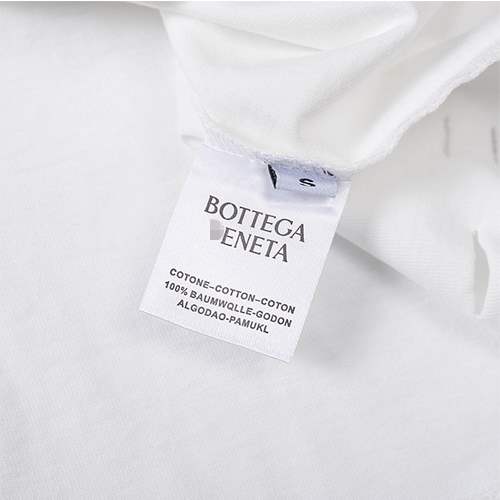 S
BOTTEGA
ENETA
COTONE–COTTON–COTON
100% BAUMWQLLE-GODON
ALGODAO-PAMUKL